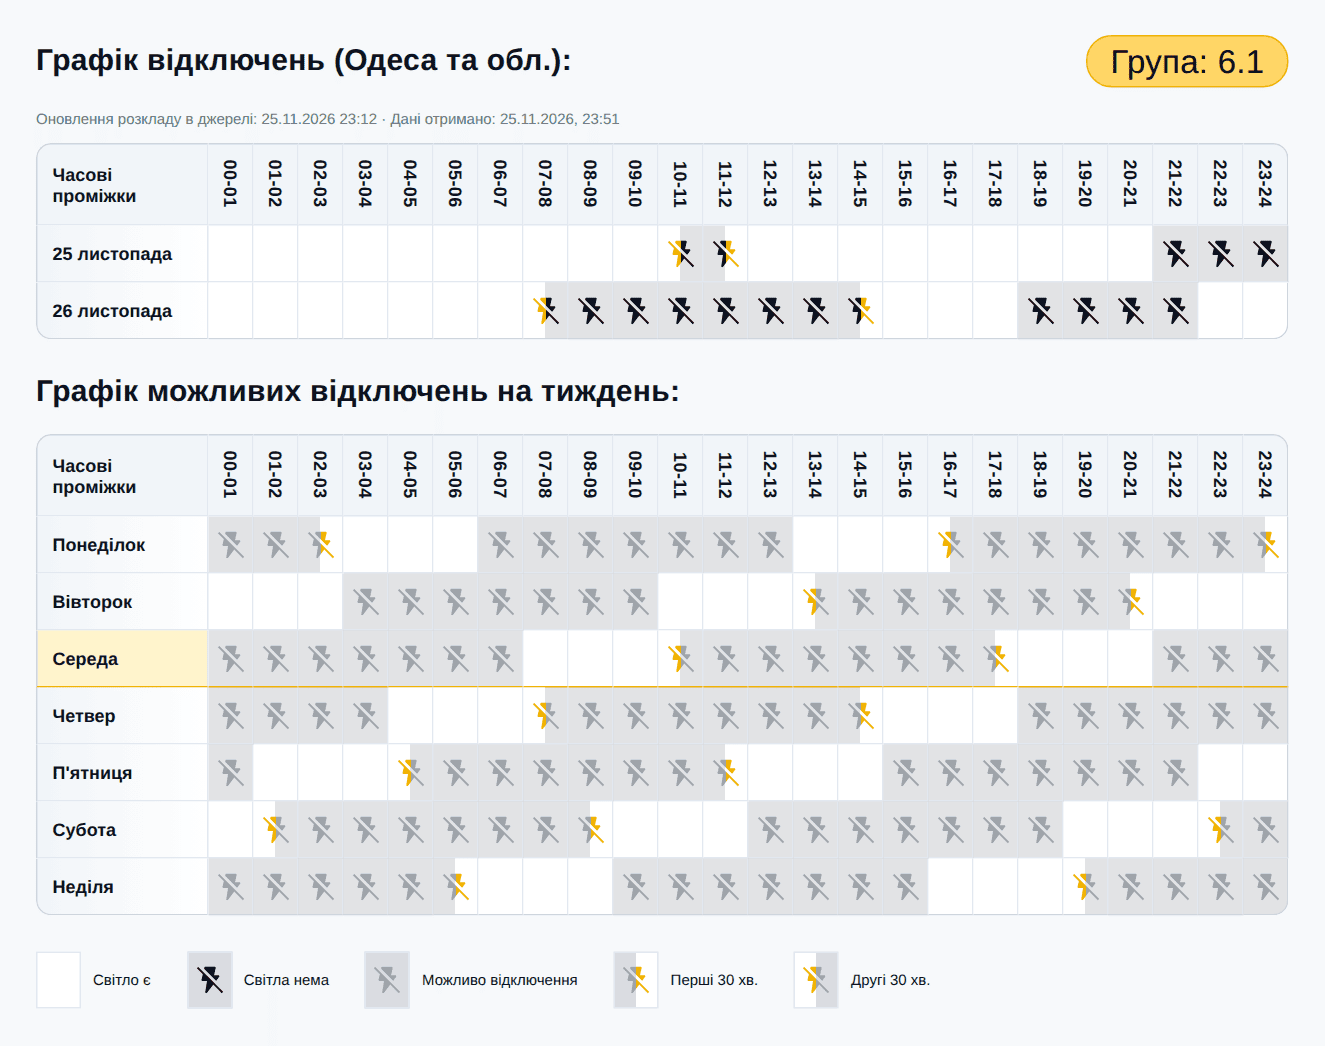 Графік відключень (Одеса та обл.):
Група: 6.1
Оновлення розкладу в джерелі: 25.11.2026 23:12 · Дані отримано: 25.11.2026, 23:51
Часові проміжки 00-01 01-02 02-03 03-04 04-05 05-06 06-07 07-08 08-09 09-10 10-11 11-12 12-13 13-14 14-15 15-16 16-17 17-18 18-19 19-20 20-21 21-22 22-23 23-24
25 листопада
26 листопада
Графік можливих відключень на тиждень:
Часові проміжки 00-01 01-02 02-03 03-04 04-05 05-06 06-07 07-08 08-09 09-10 10-11 11-12 12-13 13-14 14-15 15-16 16-17 17-18 18-19 19-20 20-21 21-22 22-23 23-24
Понеділок
Вівторок
Середа
Четвер
П'ятниця
Субота
Неділя
Світло є Світла нема Можливо відключення Перші 30 хв. Другі 30 хв.